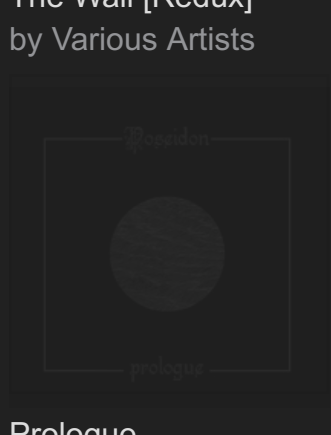 The Wall [Redux]
by Various Artists
Poseidon
prologue
Prologue